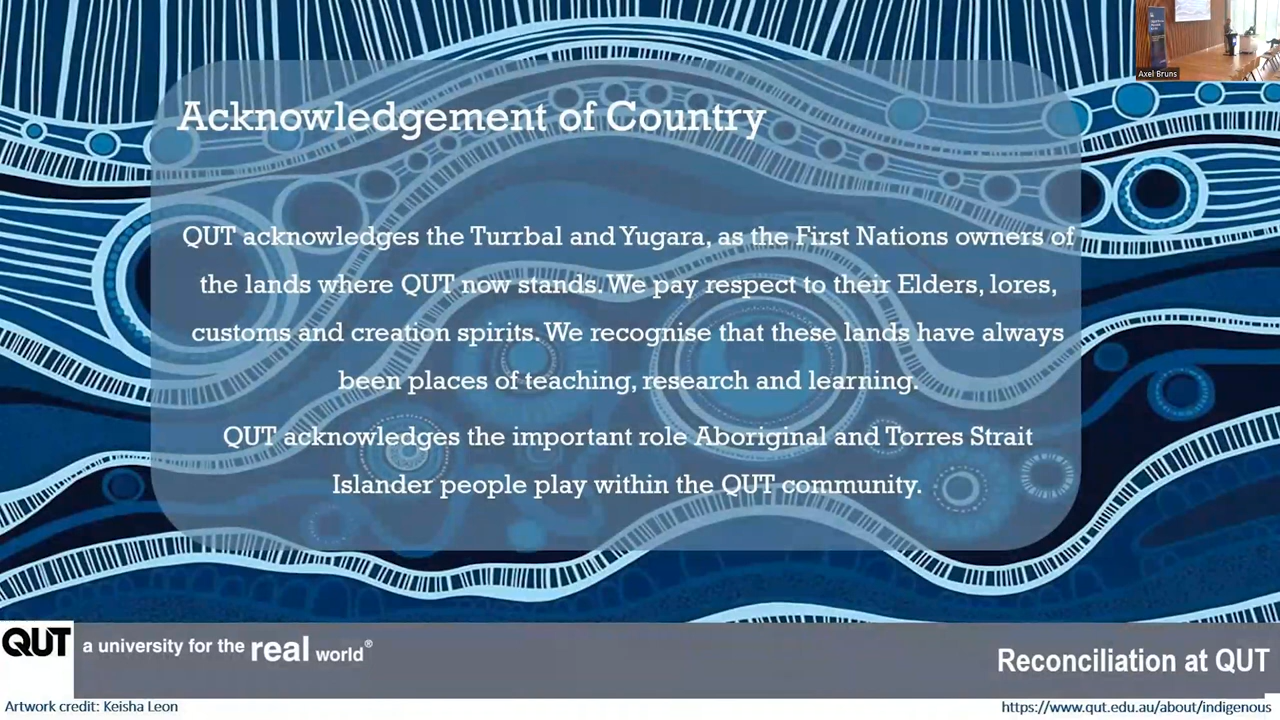 Axel Bruns
Acknowledgement of Country
QUT acknowledges the Turrbal and Yugara, as the First Nations owners of
the lands where QUT now stands. We pay respect to their Elders, lores,
customs and creation spirits. We recognise that these lands have always
been places of teaching, research and learning.
QUT acknowledges the important role Aboriginal and Torres Strait
Islander people play within the QUT community.
QUT a university for the real world®
Reconciliation at QUT
Artwork credit: Keisha Leon
https://www.qut.edu.au/about/indigenous